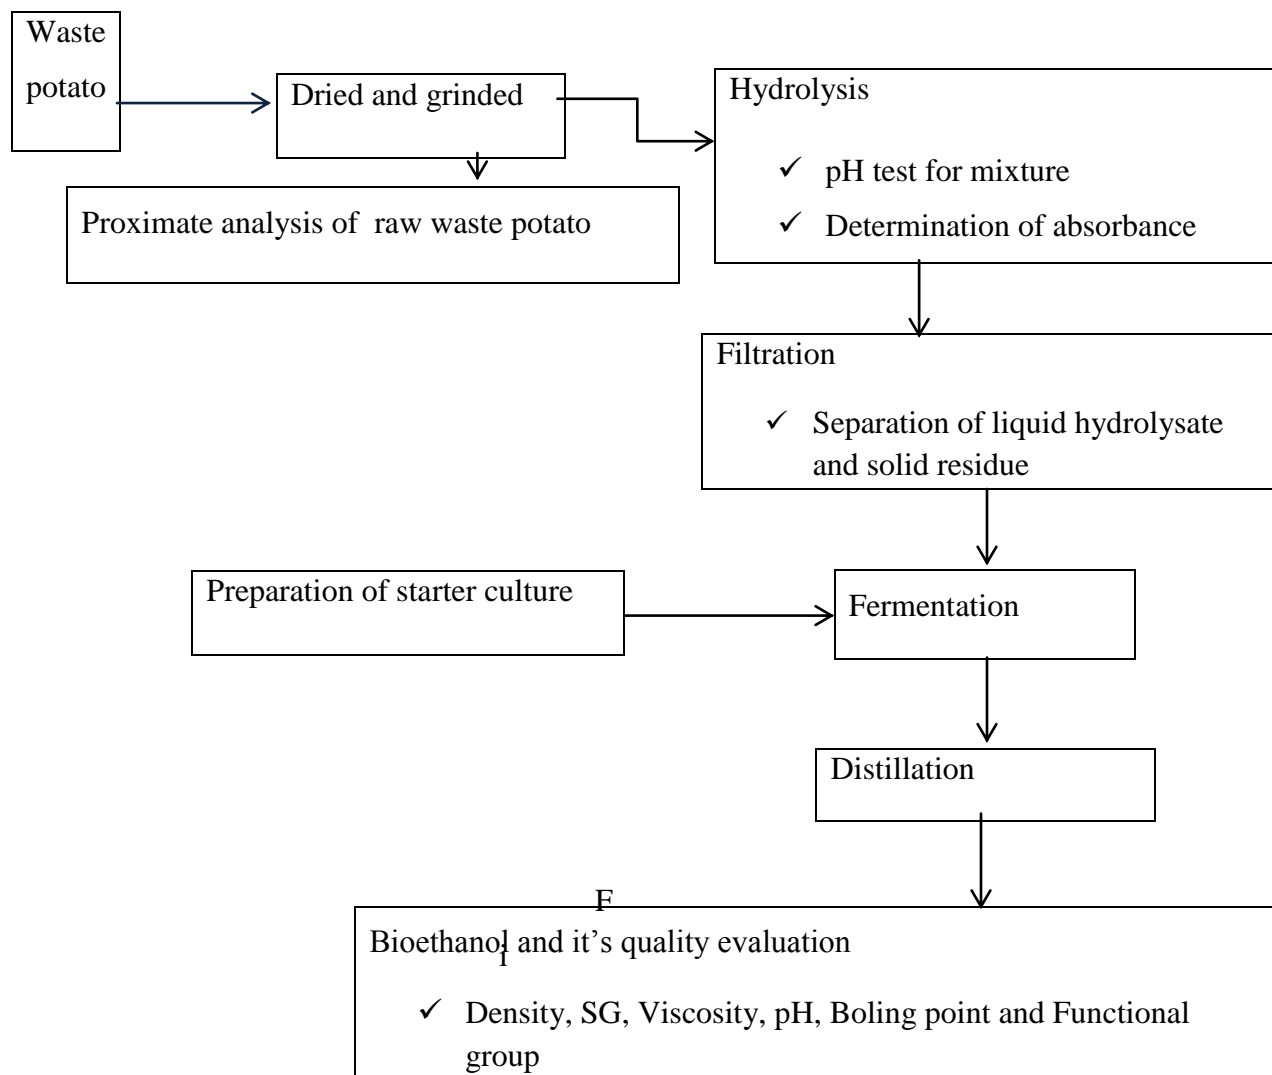 Waste
potato
Dried and grinded
Hydrolysis
✓ pH test for mixture
✓ Determination of absorbance
Proximate analysis of  raw waste potato
Filtration
✓ Separation of liquid hydrolysate
and solid residue
Preparation of starter culture
Fermentation
Distillation
F
Bioethanol and it’s quality evaluation
i
✓ Density, SG, Viscosity, pH, Boling point and Functional
group